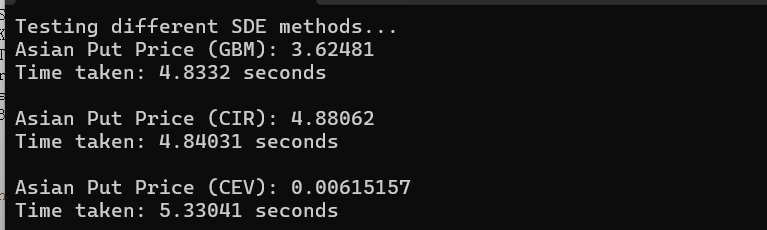 Testing different SDE methods...
Asian Put Price (GBM): 3.62481
Time taken: 4.8332 seconds
Asian Put Price (CIR): 4.88062
Time taken: 4.84031 seconds
Asian Put Price (CEV): 0.00615157
Time taken: 5.33041 seconds